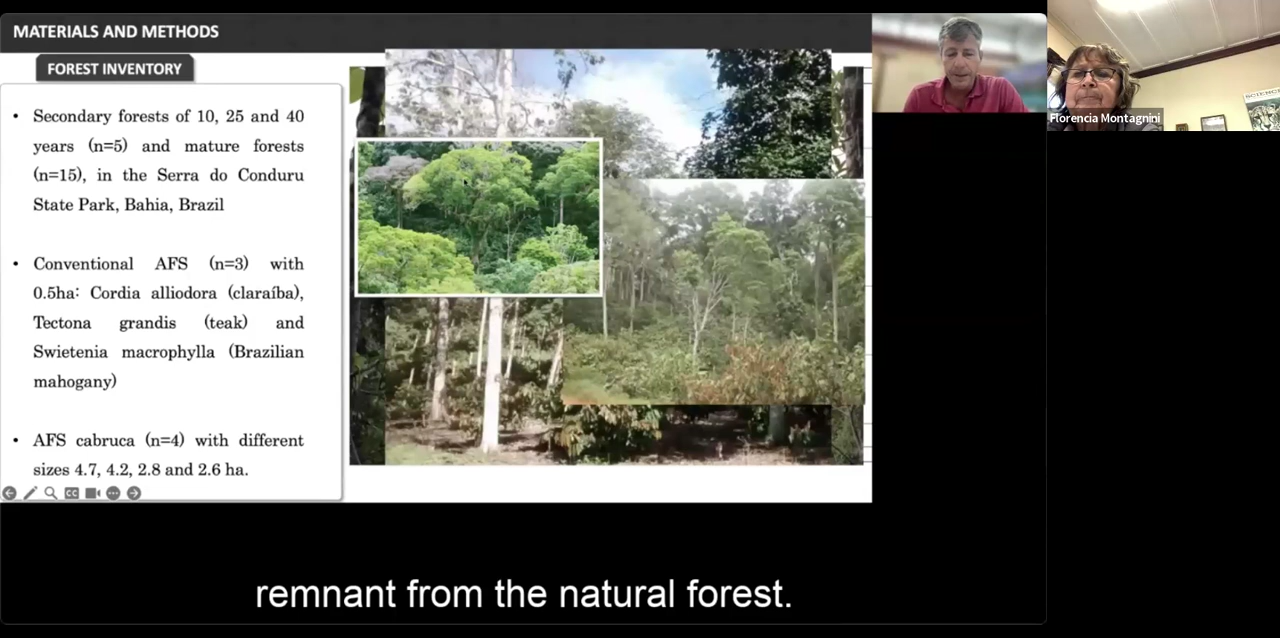 MATERIALS AND METHODS
FOREST INVENTORY
• Secondary forests of 10, 25 and 40
years (n=5) and mature forests
(n=15), in the Serra do Conduru
State Park, Bahia, Brazil
• Conventional AFS (n=3) with
0.5ha: Cordia alliodora (claraíba),
Tectona grandis (teak) and
Swietenia macrophylla (Brazilian
mahogany)
• AFS cabruca (n=4) with different
sizes 4.7, 4.2, 2.8 and 2.6 ha.
CC
Florencia Montagnini
SCIENCE
remnant from the natural forest.